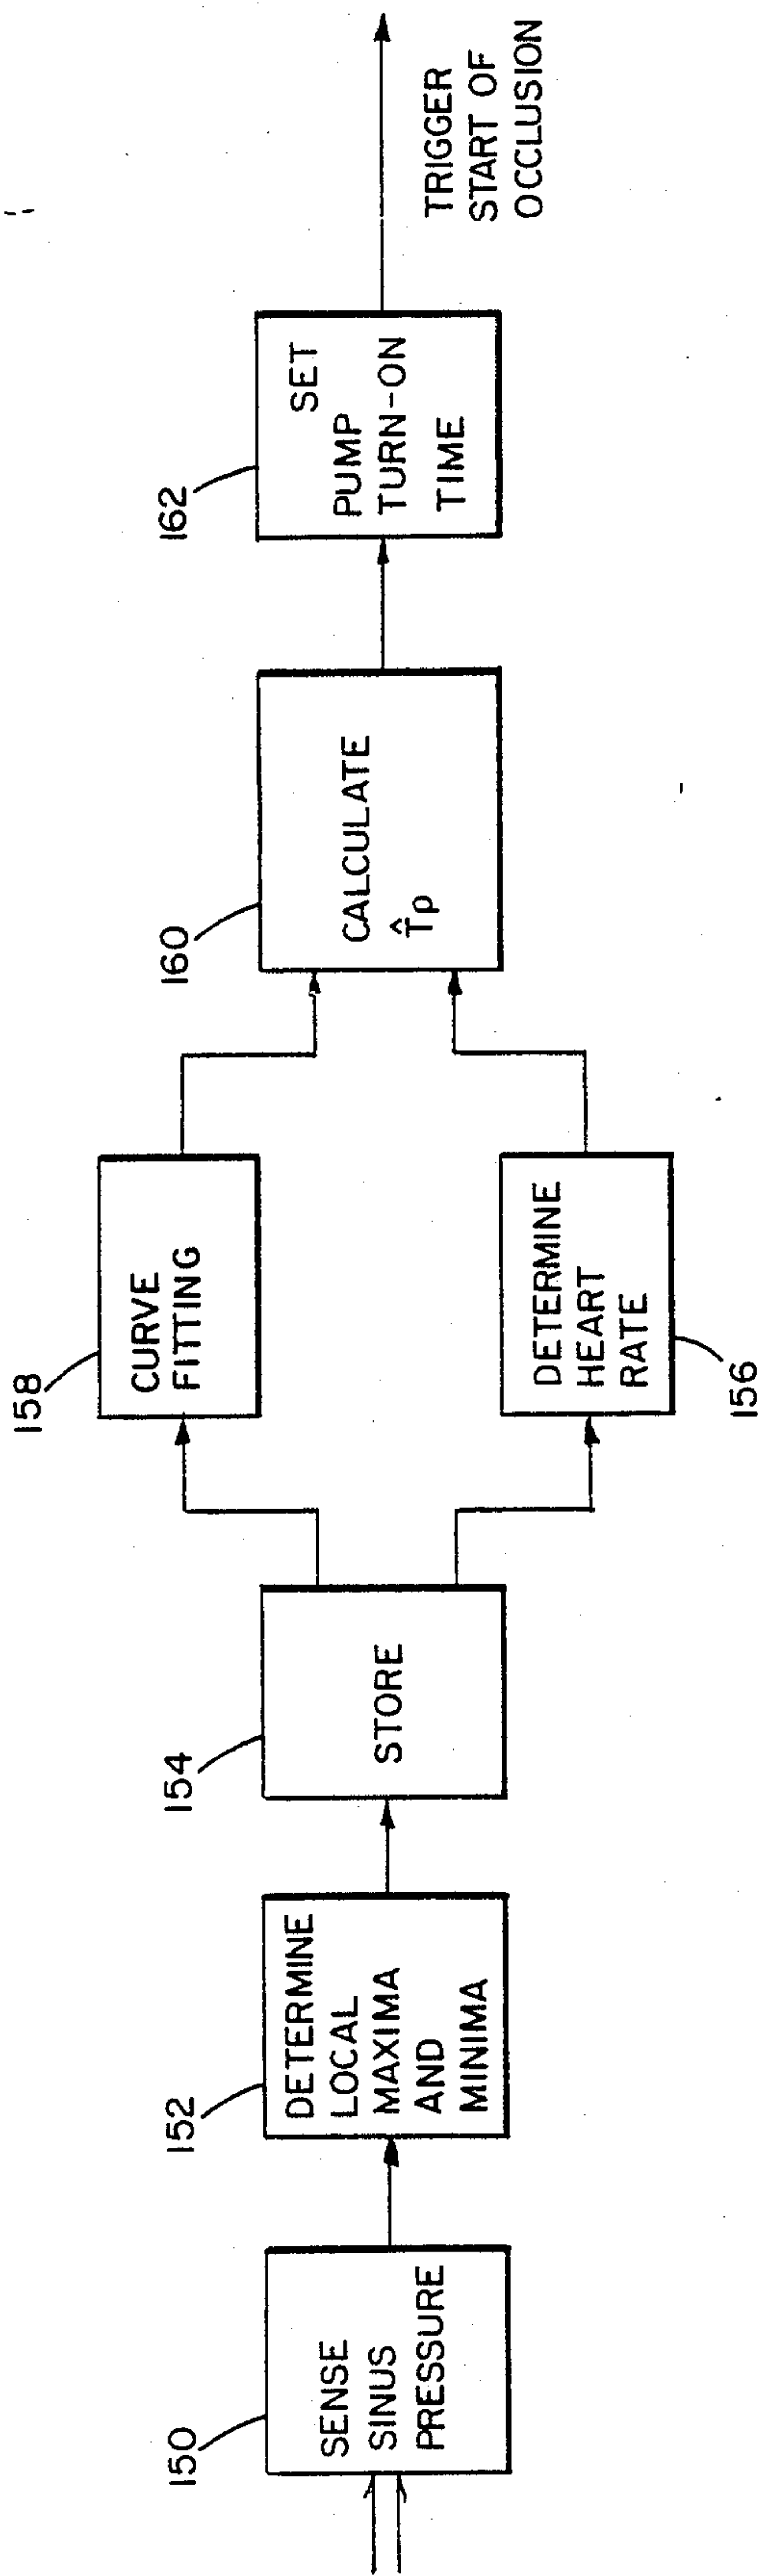 150
SENSE
SINUS
PRESSURE
152
DETERMINE
LOCAL
MAXIMA
AND
MINIMA
154
STORE
158
CURVE
FITTING
DETERMINE
HEART
RATE
156
160
CALCULATE
T̂p
162
SET
PUMP
TURN-ON
TIME
TRIGGER
START OF
OCCLUSION